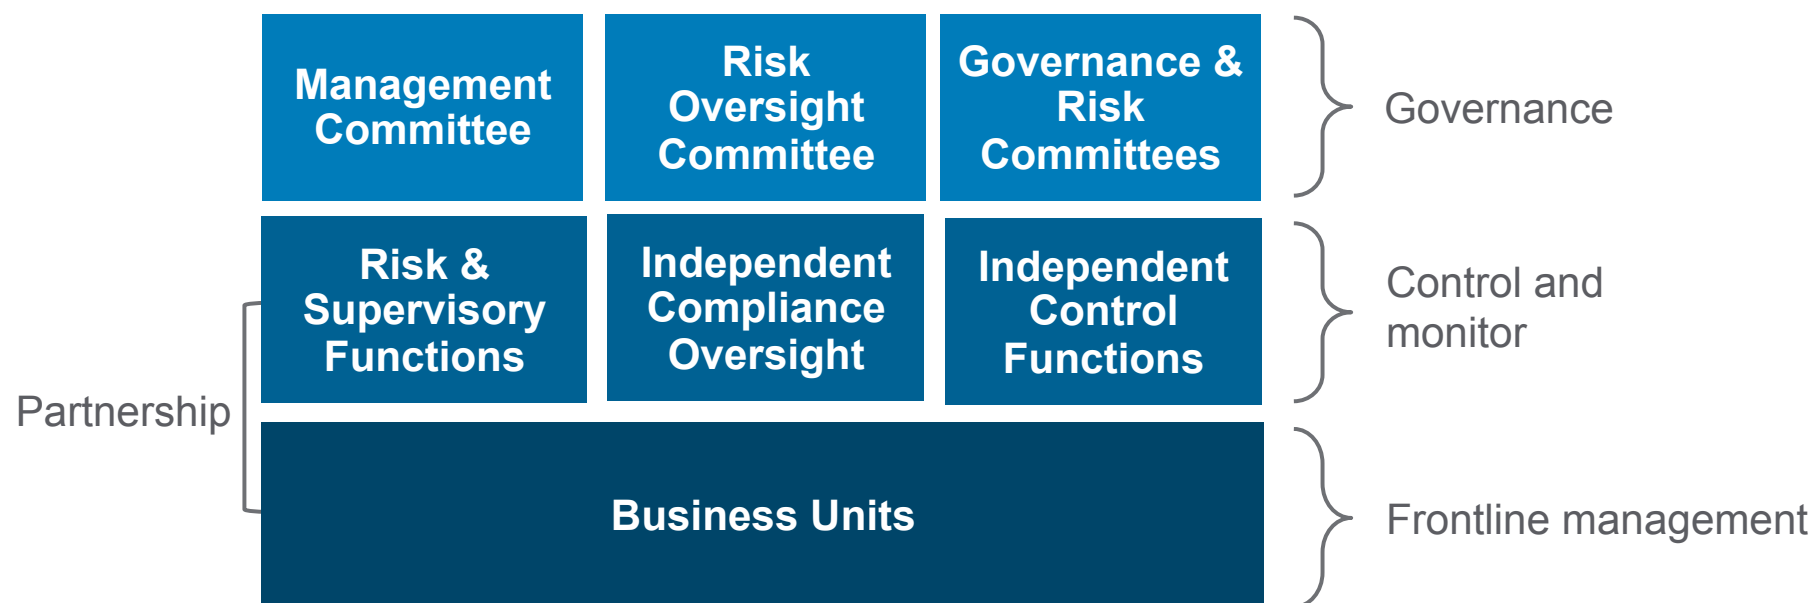 Management
Committee
Risk
Oversight
Committee
Governance &
Risk
Committees
Governance
Risk &
Supervisory
Functions
Independent
Compliance
Oversight
Independent
Control
Functions
Control and
monitor
Partnership
Business Units
Frontline management